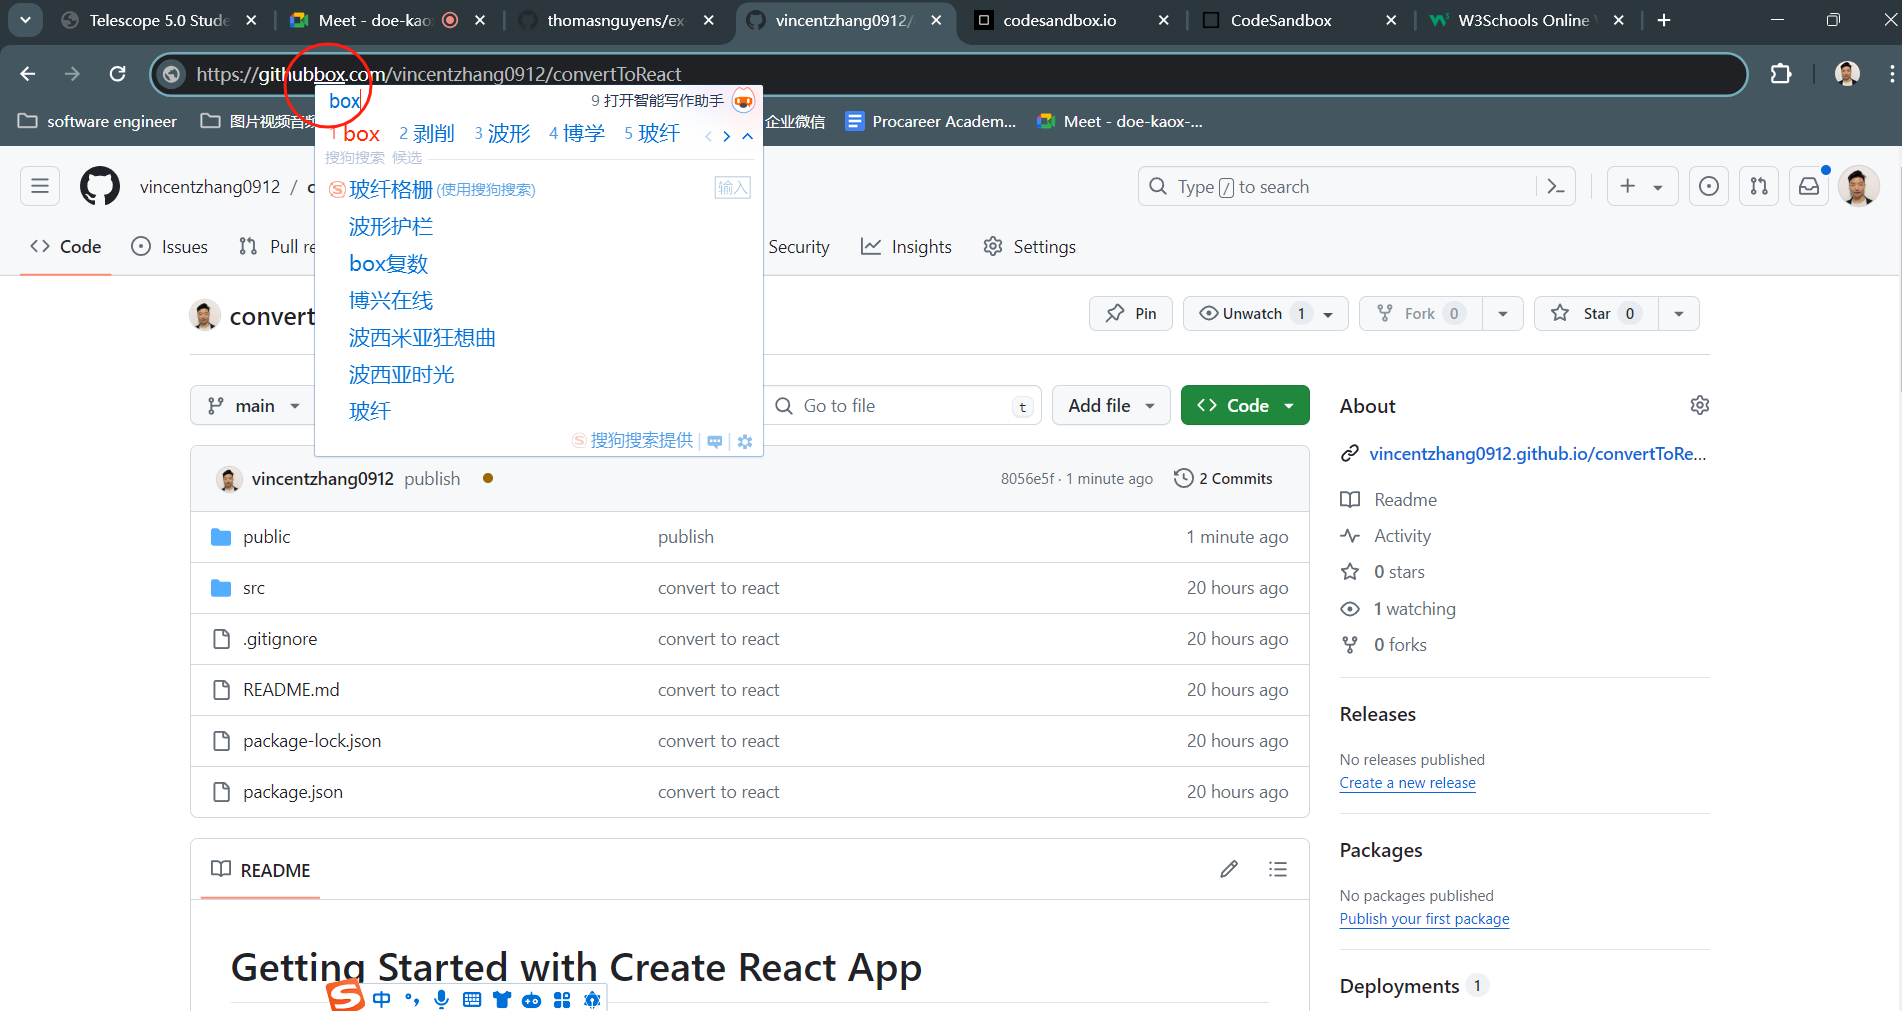 Telescope 5.0 Stude
Meet - doe-kao
thomasnguyens/ex
vincentzhang0912/
codesandbox.io
CodeSandbox
W3Schools Online
https://githubbox.com/vincentzhang0912/convertToReact
software engineer
图片视频音频
企业微信
Procareer Academ...
Meet - doe-kaox-...
box
9 打开智能写作助手
1 box 2 剥削 3 波形 4 博学 5 玻纤
搜狗搜索 候选
玻纤格栅 (使用搜狗搜索) 输入
波形护栏
box复数
博兴在线
波西米亚狂想曲
波西亚时光
玻纤
搜狗搜索提供
vincentzhang0912 / c
Type / to search
Code
Issues
Pull re
Security
Insights
Settings
convert
Pin
Unwatch 1
Fork 0
Star 0
main
Go to file t
Add file
Code
vincentzhang0912 publish
8056e5f · 1 minute ago
2 Commits
public publish 1 minute ago
src convert to react 20 hours ago
.gitignore convert to react 20 hours ago
README.md convert to react 20 hours ago
package-lock.json convert to react 20 hours ago
package.json convert to react 20 hours ago
README
Getting Started with Create React App
中
About
vincentzhang0912.github.io/convertToRe...
Readme
Activity
0 stars
1 watching
0 forks
Releases
No releases published
Create a new release
Packages
No packages published
Publish your first package
Deployments 1